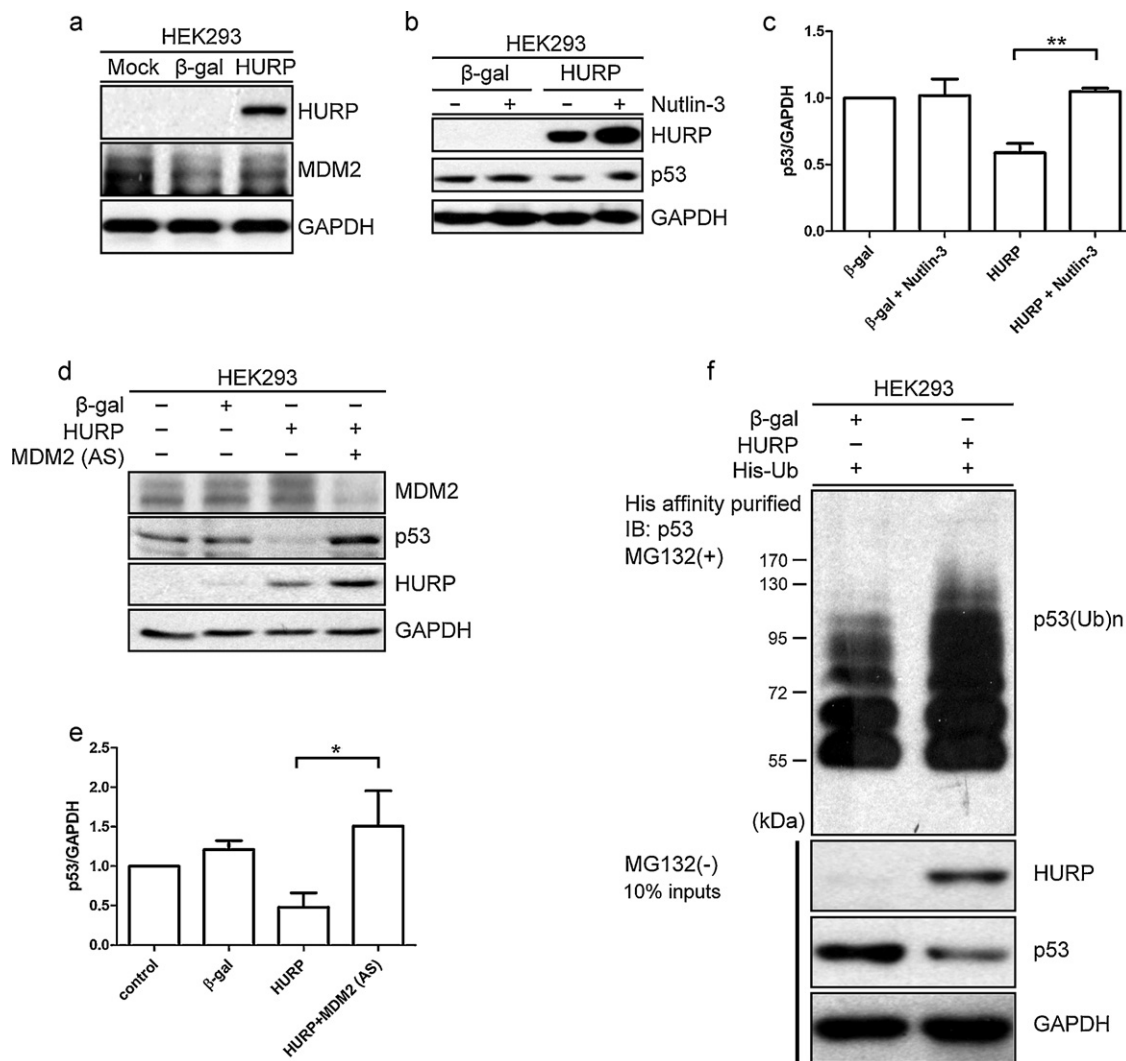 a
HEK293
Mock β-gal HURP
HURP
MDM2
GAPDH
b
HEK293
β-gal HURP
– + – + Nutlin-3
HURP
p53
GAPDH
c
**
p53/GAPDH
1.5
1.0
0.5
0.0
β-gal
β-gal + Nutlin-3
HURP
HURP + Nutlin-3
d
HEK293
β-gal – + – –
HURP – – + +
MDM2 (AS) – – – +
MDM2
p53
HURP
GAPDH
e
*
p53/GAPDH
2.5
2.0
1.5
1.0
0.5
0.0
control
β-gal
HURP
HURP+MDM2 (AS)
f
HEK293
β-gal + –
HURP – +
His-Ub + +
His affinity purified
IB: p53
MG132(+)
170
130
95
72
55
(kDa)
p53(Ub)n
MG132(-)
10% inputs
HURP
p53
GAPDH